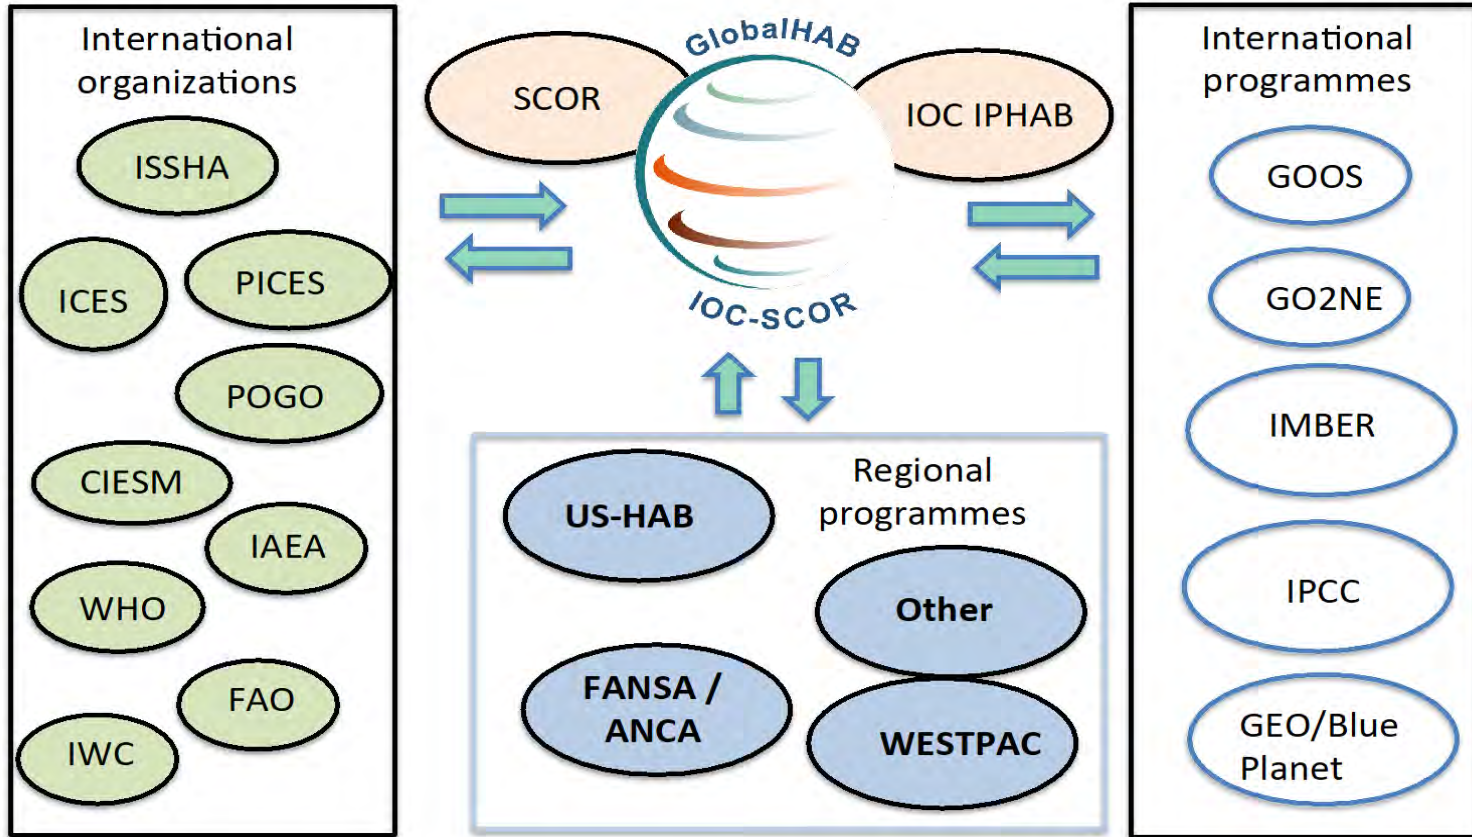 International
organizations
ISSHA
ICES
PICES
POGO
CIESM
IAEA
WHO
FAO
IWC
GlobalHAB
SCOR
IOC IPHAB
IOC-SCOR
US-HAB
Regional
programmes
Other
FANSA /
ANCA
WESTPAC
International
programmes
GOOS
GO2NE
IMBER
IPCC
GEO/Blue
Planet